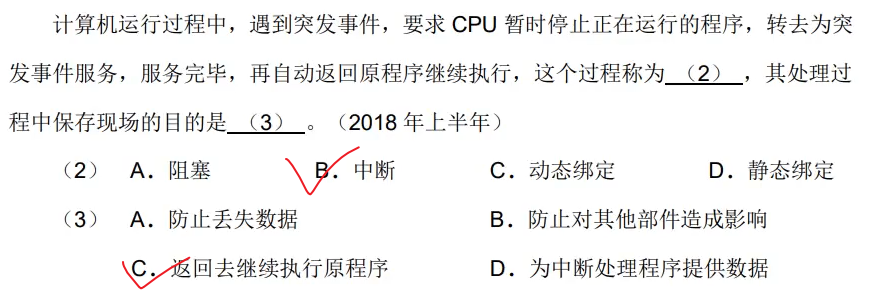 计算机运行过程中，遇到突发事件，要求 CPU 暂时停止正在运行的程序，转去为突
发事件服务，服务完毕，再自动返回原程序继续执行，这个过程称为 （2） ，其处理过
程中保存现场的目的是 （3） 。（2018 年上半年）
（2） A．阻塞 B．中断 C．动态绑定 D．静态绑定
（3） A．防止丢失数据 B．防止对其他部件造成影响
C．返回去继续执行原程序 D．为中断处理程序提供数据